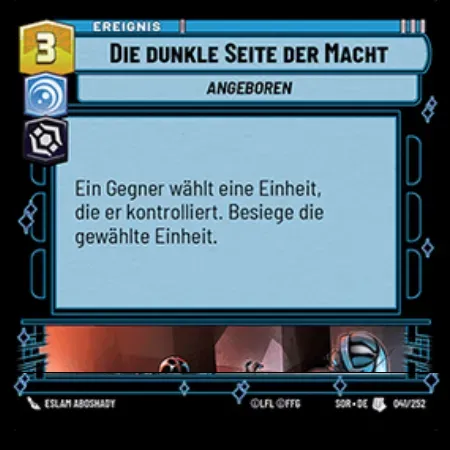 EREIGNIS
3
DIE DUNKLE SEITE DER MACHT
ANGEBOREN
Ein Gegner wählt eine Einheit,
die er kontrolliert. Besiege die
gewählte Einheit.
ESLAM ABOSHADY
©LFL ©FFG
SOR • DE
041/252